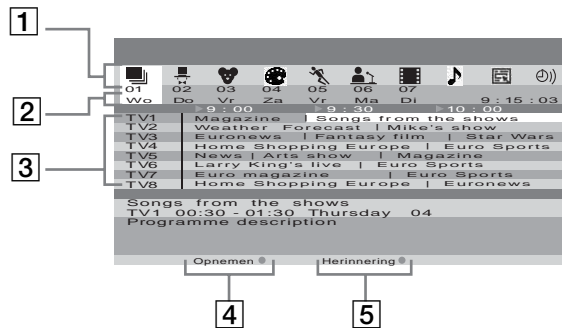 1
01 02 03 04 05 06 07
2
Wo Do Vr Za Vr Ma Di 9:15:03
9:00 9:30 10:00
3
TV1 Magazine | Songs from the shows
TV2 Weather Forecast | Mike's show
TV3 Euronews | Fantasy film | Star Wars
TV4 Home Shopping Europe | Euro Sports
TV5 News | Arts show | Magazine
TV6 Larry King's live | Euro Sports
TV7 Euro magazine | Euro Sports
TV8 Home Shopping Europe | Euronews
Songs from the shows
TV1 00:30 - 01:30 Thursday 04
Programme description
Opnemen Herinnering
4 5